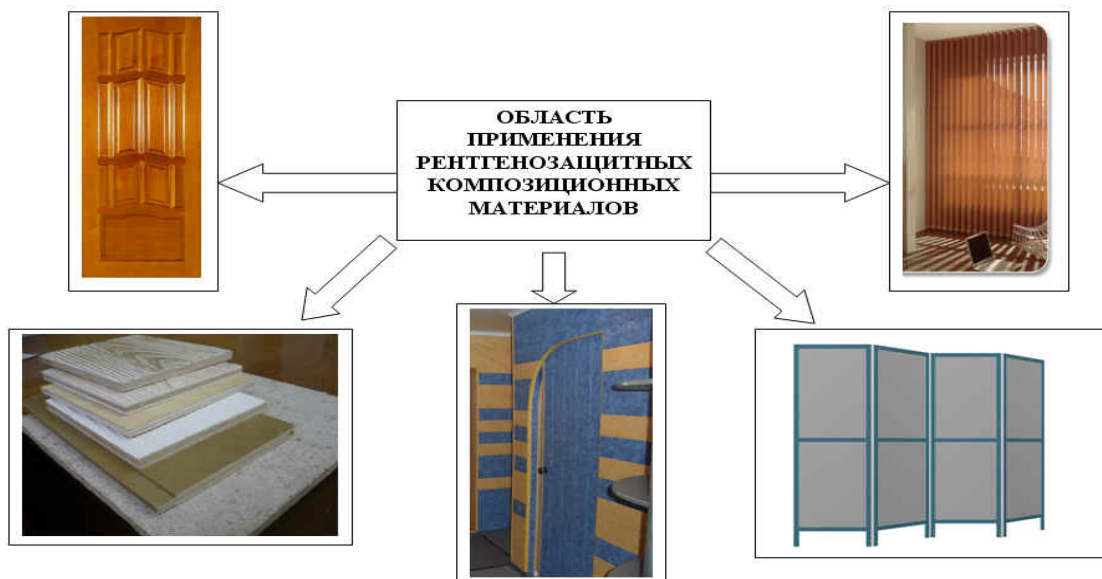 ОБЛАСТЬ
ПРИМЕНЕНИЯ
РЕНТГЕНОЗАЩИТНЫХ
КОМПОЗИЦИОННЫХ
МАТЕРИАЛОВ